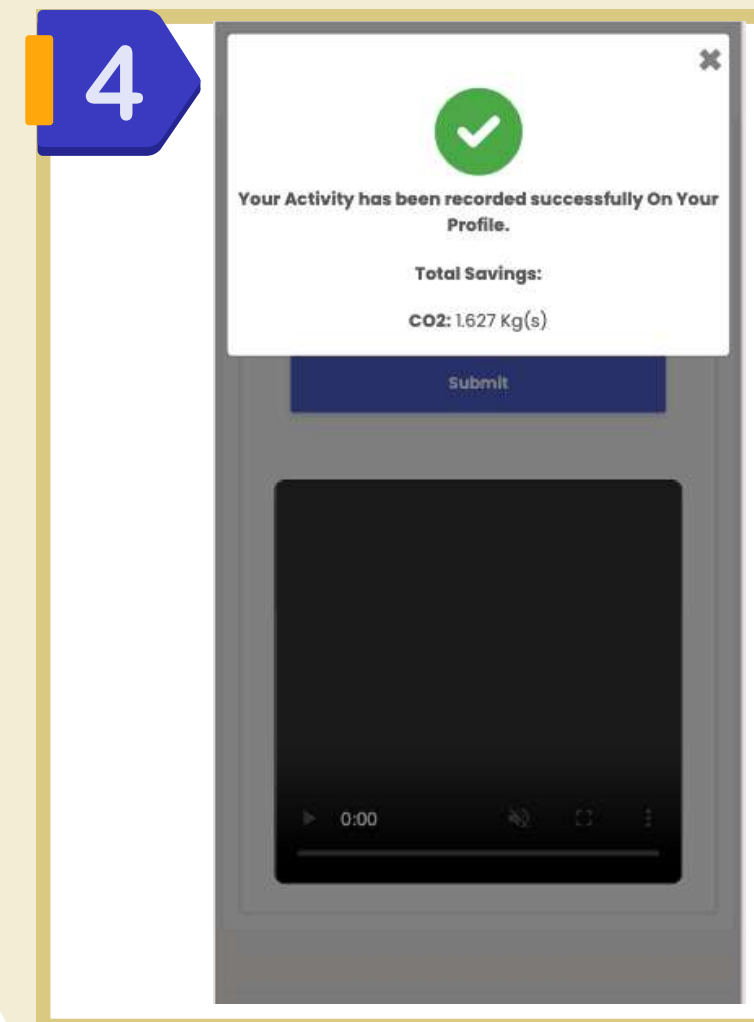 4
Your Activity has been recorded successfully On Your
Profile.
Total Savings:
CO2: 1.627 Kg(s)
Submit
0:00